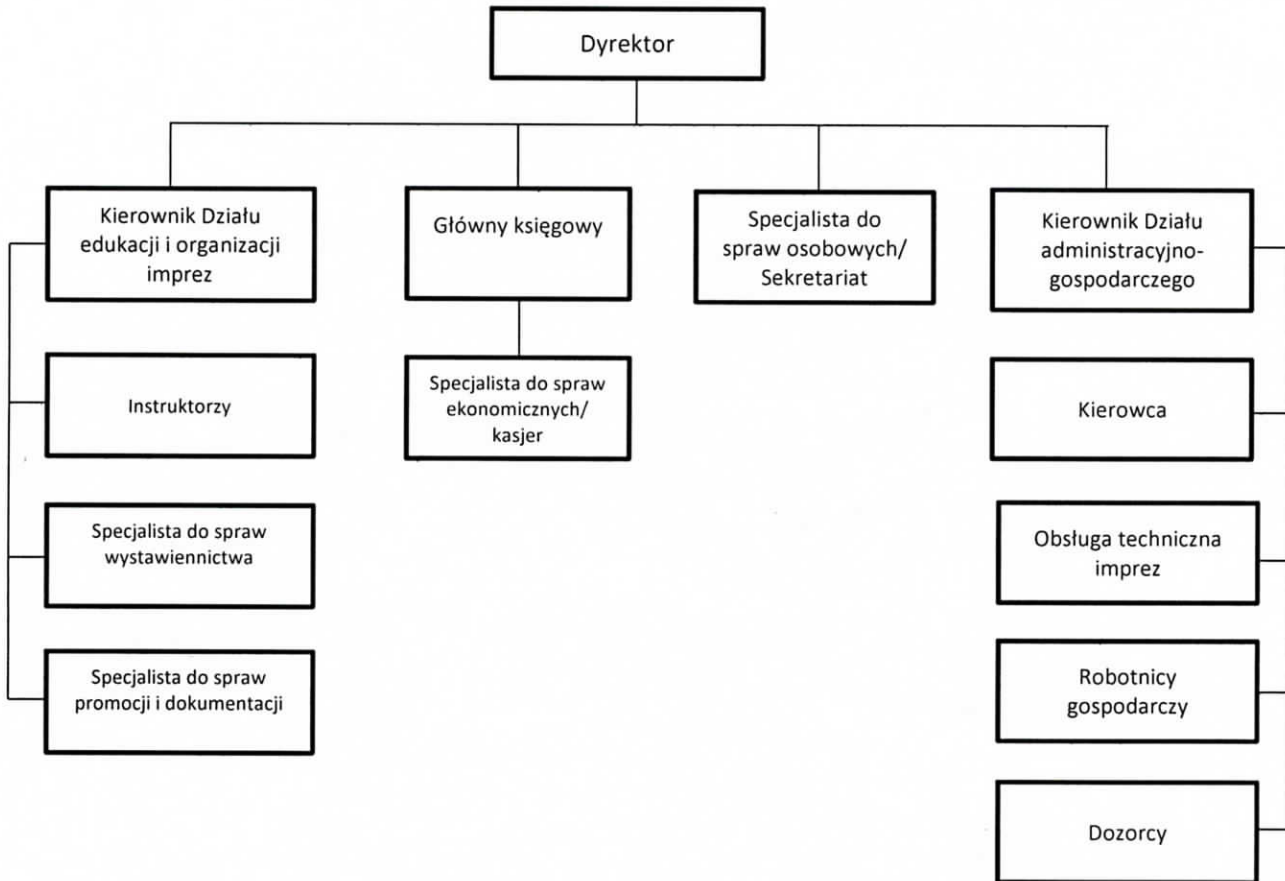 Dyrektor
Kierownik Działu
edukacji i organizacji
imprez
Główny księgowy
Specjalista do
spraw osobowych/
Sekretariat
Kierownik Działu
administracyjno-
gospodarczego
Instruktorzy
Specjalista do spraw
ekonomicznych/
kasjer
Kierowca
Specjalista do spraw
wystawiennictwa
Obsługa techniczna
imprez
Specjalista do spraw
promocji i dokumentacji
Robotnicy
gospodarczy
Dozorcy